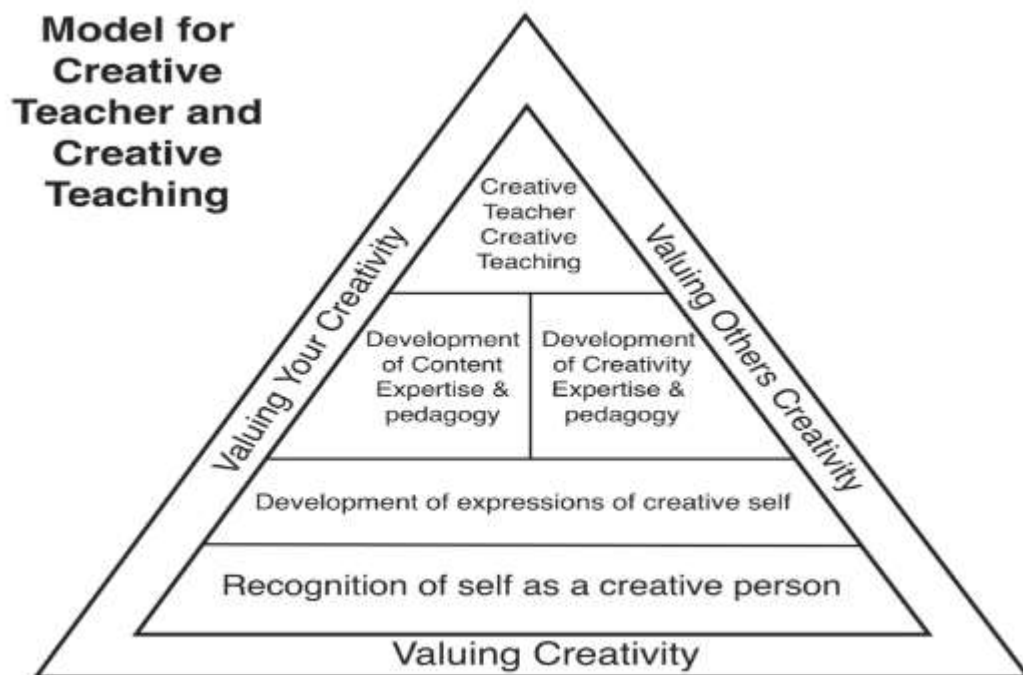 Model for
Creative
Teacher and
Creative
Teaching
Creative
Teacher
Creative
Teaching
Valuing Your Creativity
Valuing Others Creativity
Development
of Content
Expertise &
pedagogy
Development
of Creativity
Expertise &
pedagogy
Development of expressions of creative self
Recognition of self as a creative person
Valuing Creativity